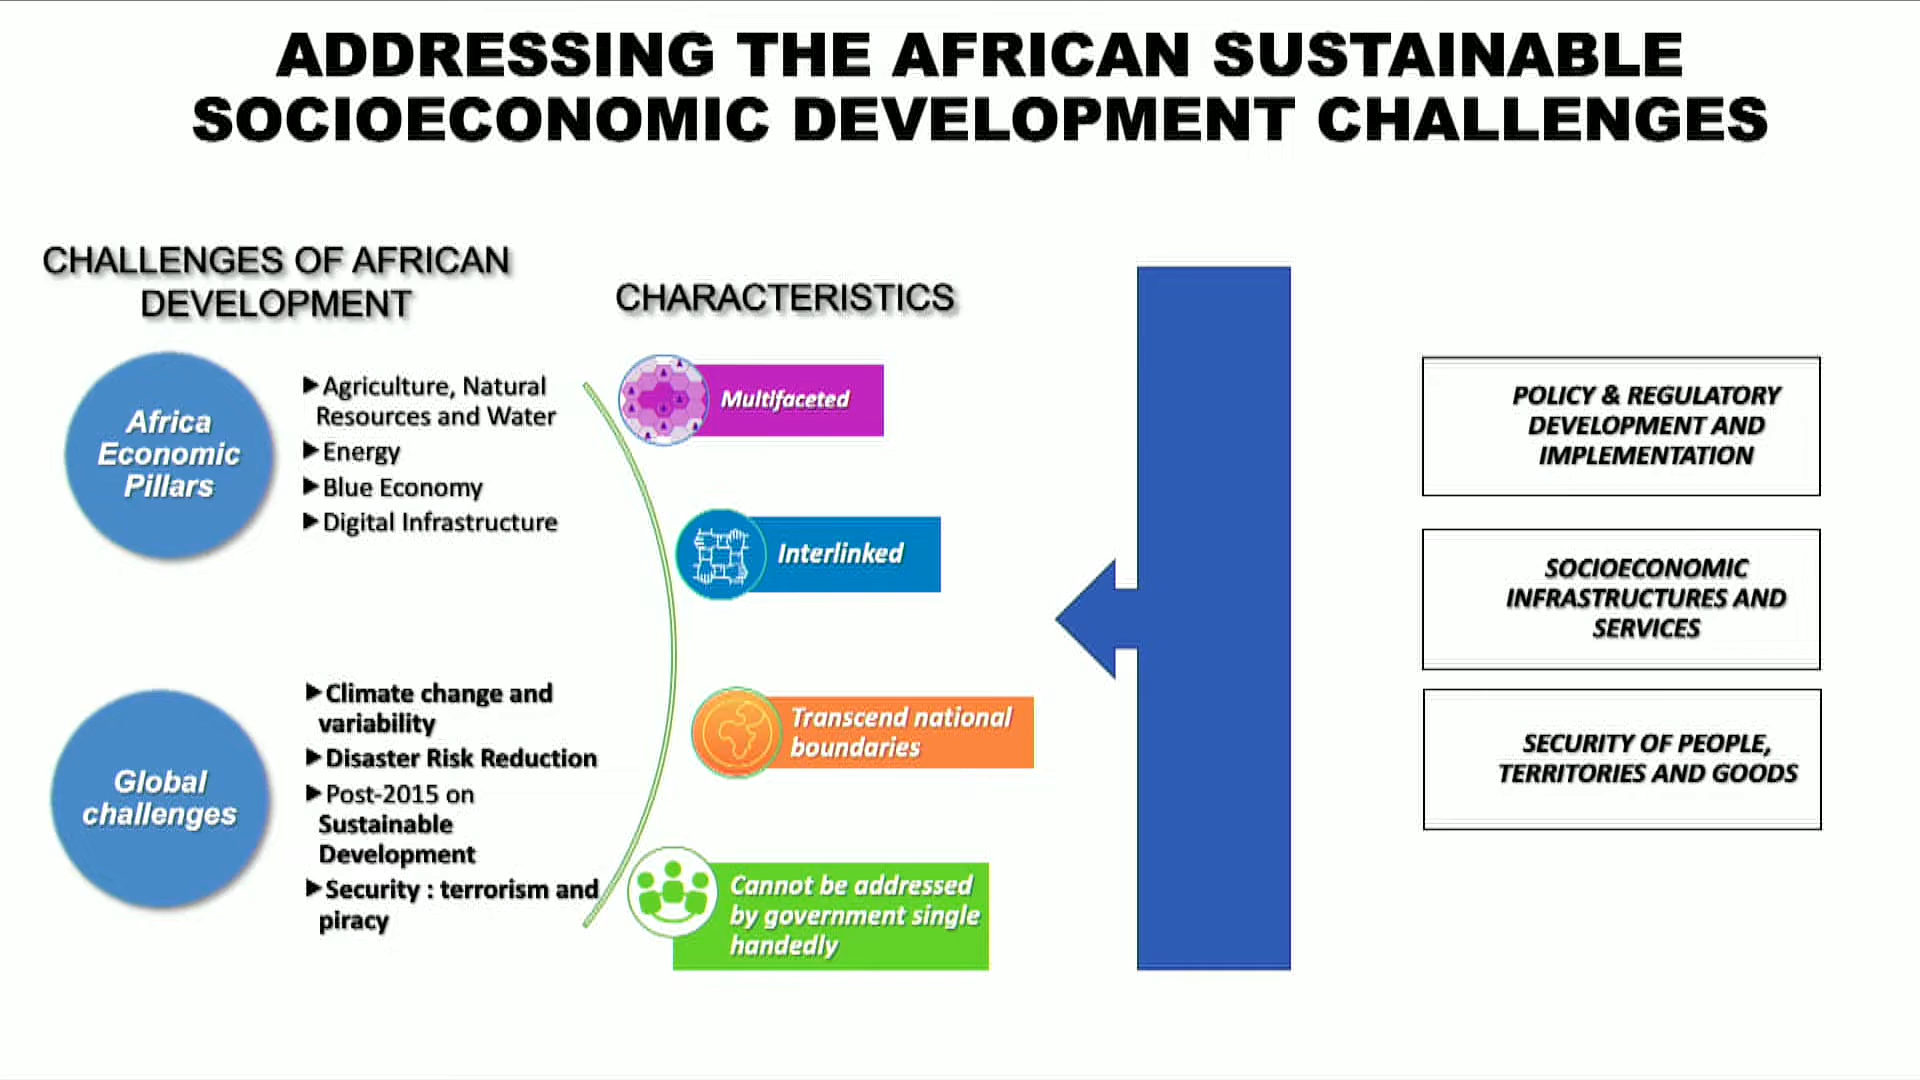 ADDRESSING THE AFRICAN SUSTAINABLE
SOCIOECONOMIC DEVELOPMENT CHALLENGES
CHALLENGES OF AFRICAN
DEVELOPMENT
Africa
Economic
Pillars
Agriculture, Natural
Resources and Water
Energy
Blue Economy
Digital Infrastructure
Global
challenges
Climate change and
variability
Disaster Risk Reduction
Post-2015 on
Sustainable
Development
Security : terrorism and
piracy
CHARACTERISTICS
Multifaceted
Interlinked
Transcend national
boundaries
Cannot be addressed
by government single
handedly
POLICY & REGULATORY
DEVELOPMENT AND
IMPLEMENTATION
SOCIOECONOMIC
INFRASTRUCTURES AND
SERVICES
SECURITY OF PEOPLE,
TERRITORIES AND GOODS